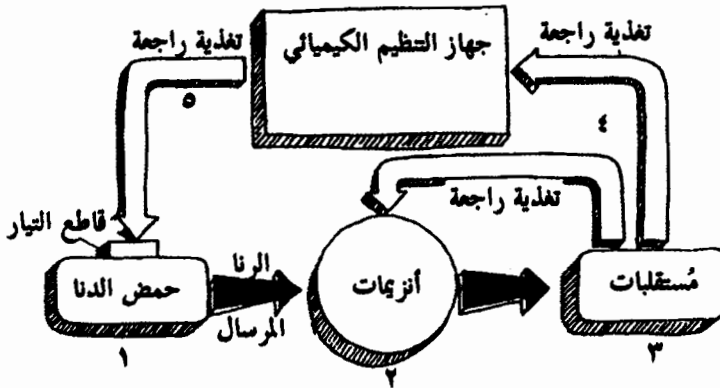 تغذية راجعة
جهاز التنظيم الكيميائي
تغذية راجعة
٥
٤
تغذية راجعة
قاطع التيار
حمض الدنا
الرنا
المرسال
أنزيمات
مُستقلبات
١
٢
٣